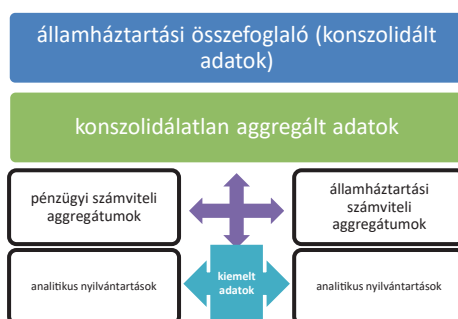 államháztartási összefoglaló (konszolidált
adatok)
konszolidálatlan aggregált adatok
pénzügyi számviteli
aggregátumok
államháztartási
számviteli
aggregátumok
analitikus nyilvántartások
kiemelt
adatok
analitikus nyilvántartások